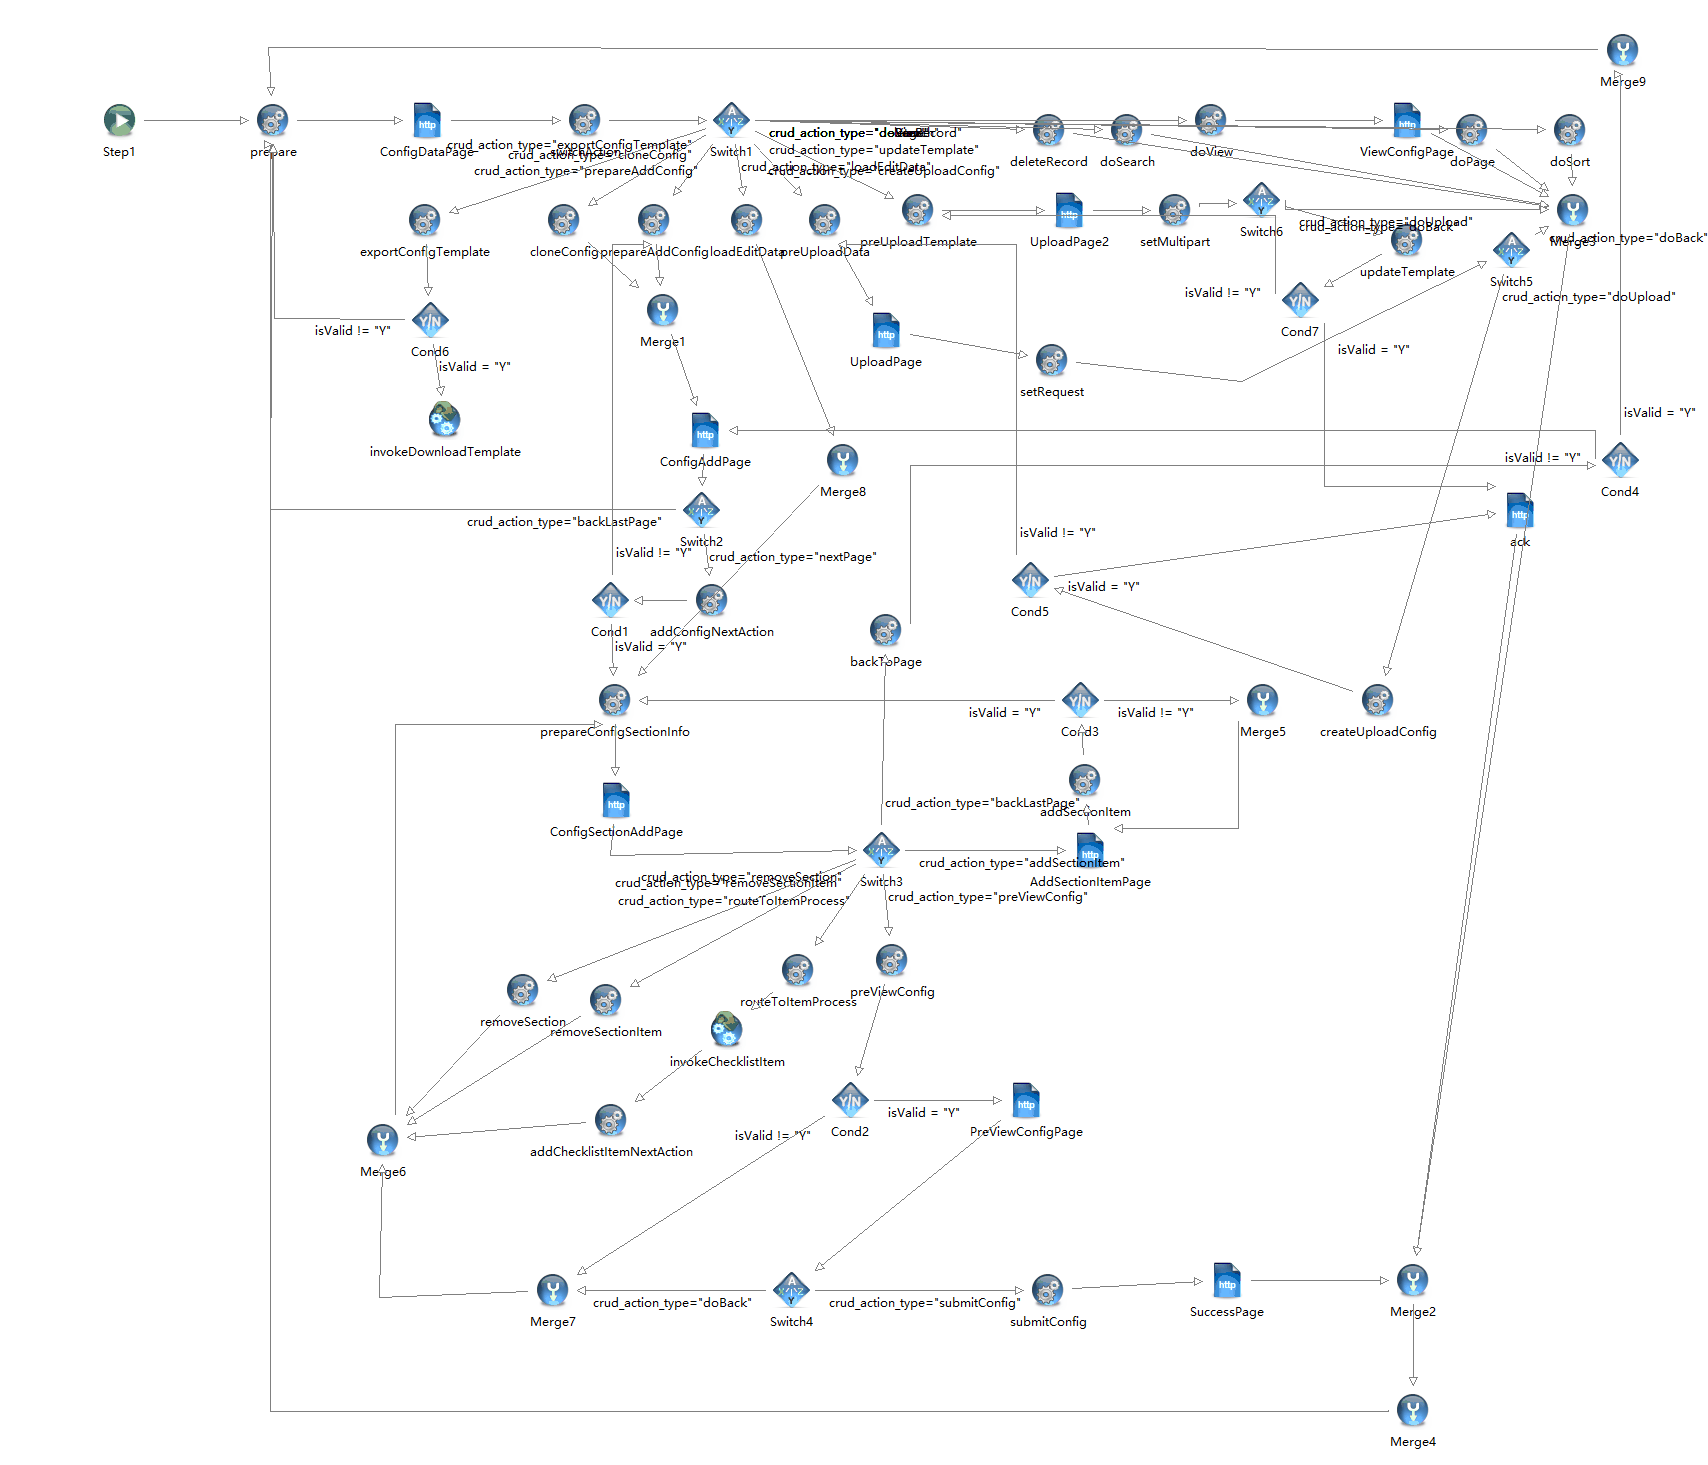 Merge9
Step1
prepare
ConfigDataPage
switchAction
Switch1
deleteRecord
doSearch
doView
ViewConfigPage
doPage
doSort
crud_action_type="exportConfigTemplate"
crud_action_type="cloneConfig"
crud_action_type="prepareAddConfig"
crud_action_type="updateTemplate"
crud_action_type="loadEditData"
crud_action_type="createUploadConfig"
exportConfigTemplate
cloneConfig
prepareAddConfig
loadEditData
preUploadData
preUploadTemplate
UploadPage2
setMultipart
Switch6
crud_action_type="doUpload"
crud_action_type="doBack"
updateTemplate
Merge3
crud_action_type="doBack"
Switch5
crud_action_type="doUpload"
isValid != "Y"
Cond7
isValid = "Y"
isValid != "Y"
Cond6
isValid = "Y"
invokeDownloadTemplate
Merge1
UploadPage
setRequest
isValid = "Y"
ConfigAddPage
Merge8
isValid != "Y"
Cond4
crud_action_type="backLastPage"
Switch2
isValid != "Y"
crud_action_type="nextPage"
isValid != "Y"
ack
Cond5
isValid = "Y"
Cond1
addConfigNextAction
isValid = "Y"
backToPage
prepareConfigSectionInfo
isValid = "Y"
Cond3
isValid != "Y"
Merge5
createUploadConfig
ConfigSectionAddPage
crud_action_type="backLastPage"
addSectionItem
Switch3
crud_action_type="addSectionItem"
AddSectionItemPage
crud_action_type="removeSection"
crud_action_type="removeSectionItem"
crud_action_type="routeToItemProcess"
crud_action_type="preViewConfig"
removeSection
removeSectionItem
routeToItemProcess
preViewConfig
invokeChecklistItem
addChecklistItemNextAction
isValid != "Y"
Cond2
isValid = "Y"
PreViewConfigPage
Merge6
Merge7
crud_action_type="doBack"
Switch4
crud_action_type="submitConfig"
submitConfig
SuccessPage
Merge2
Merge4